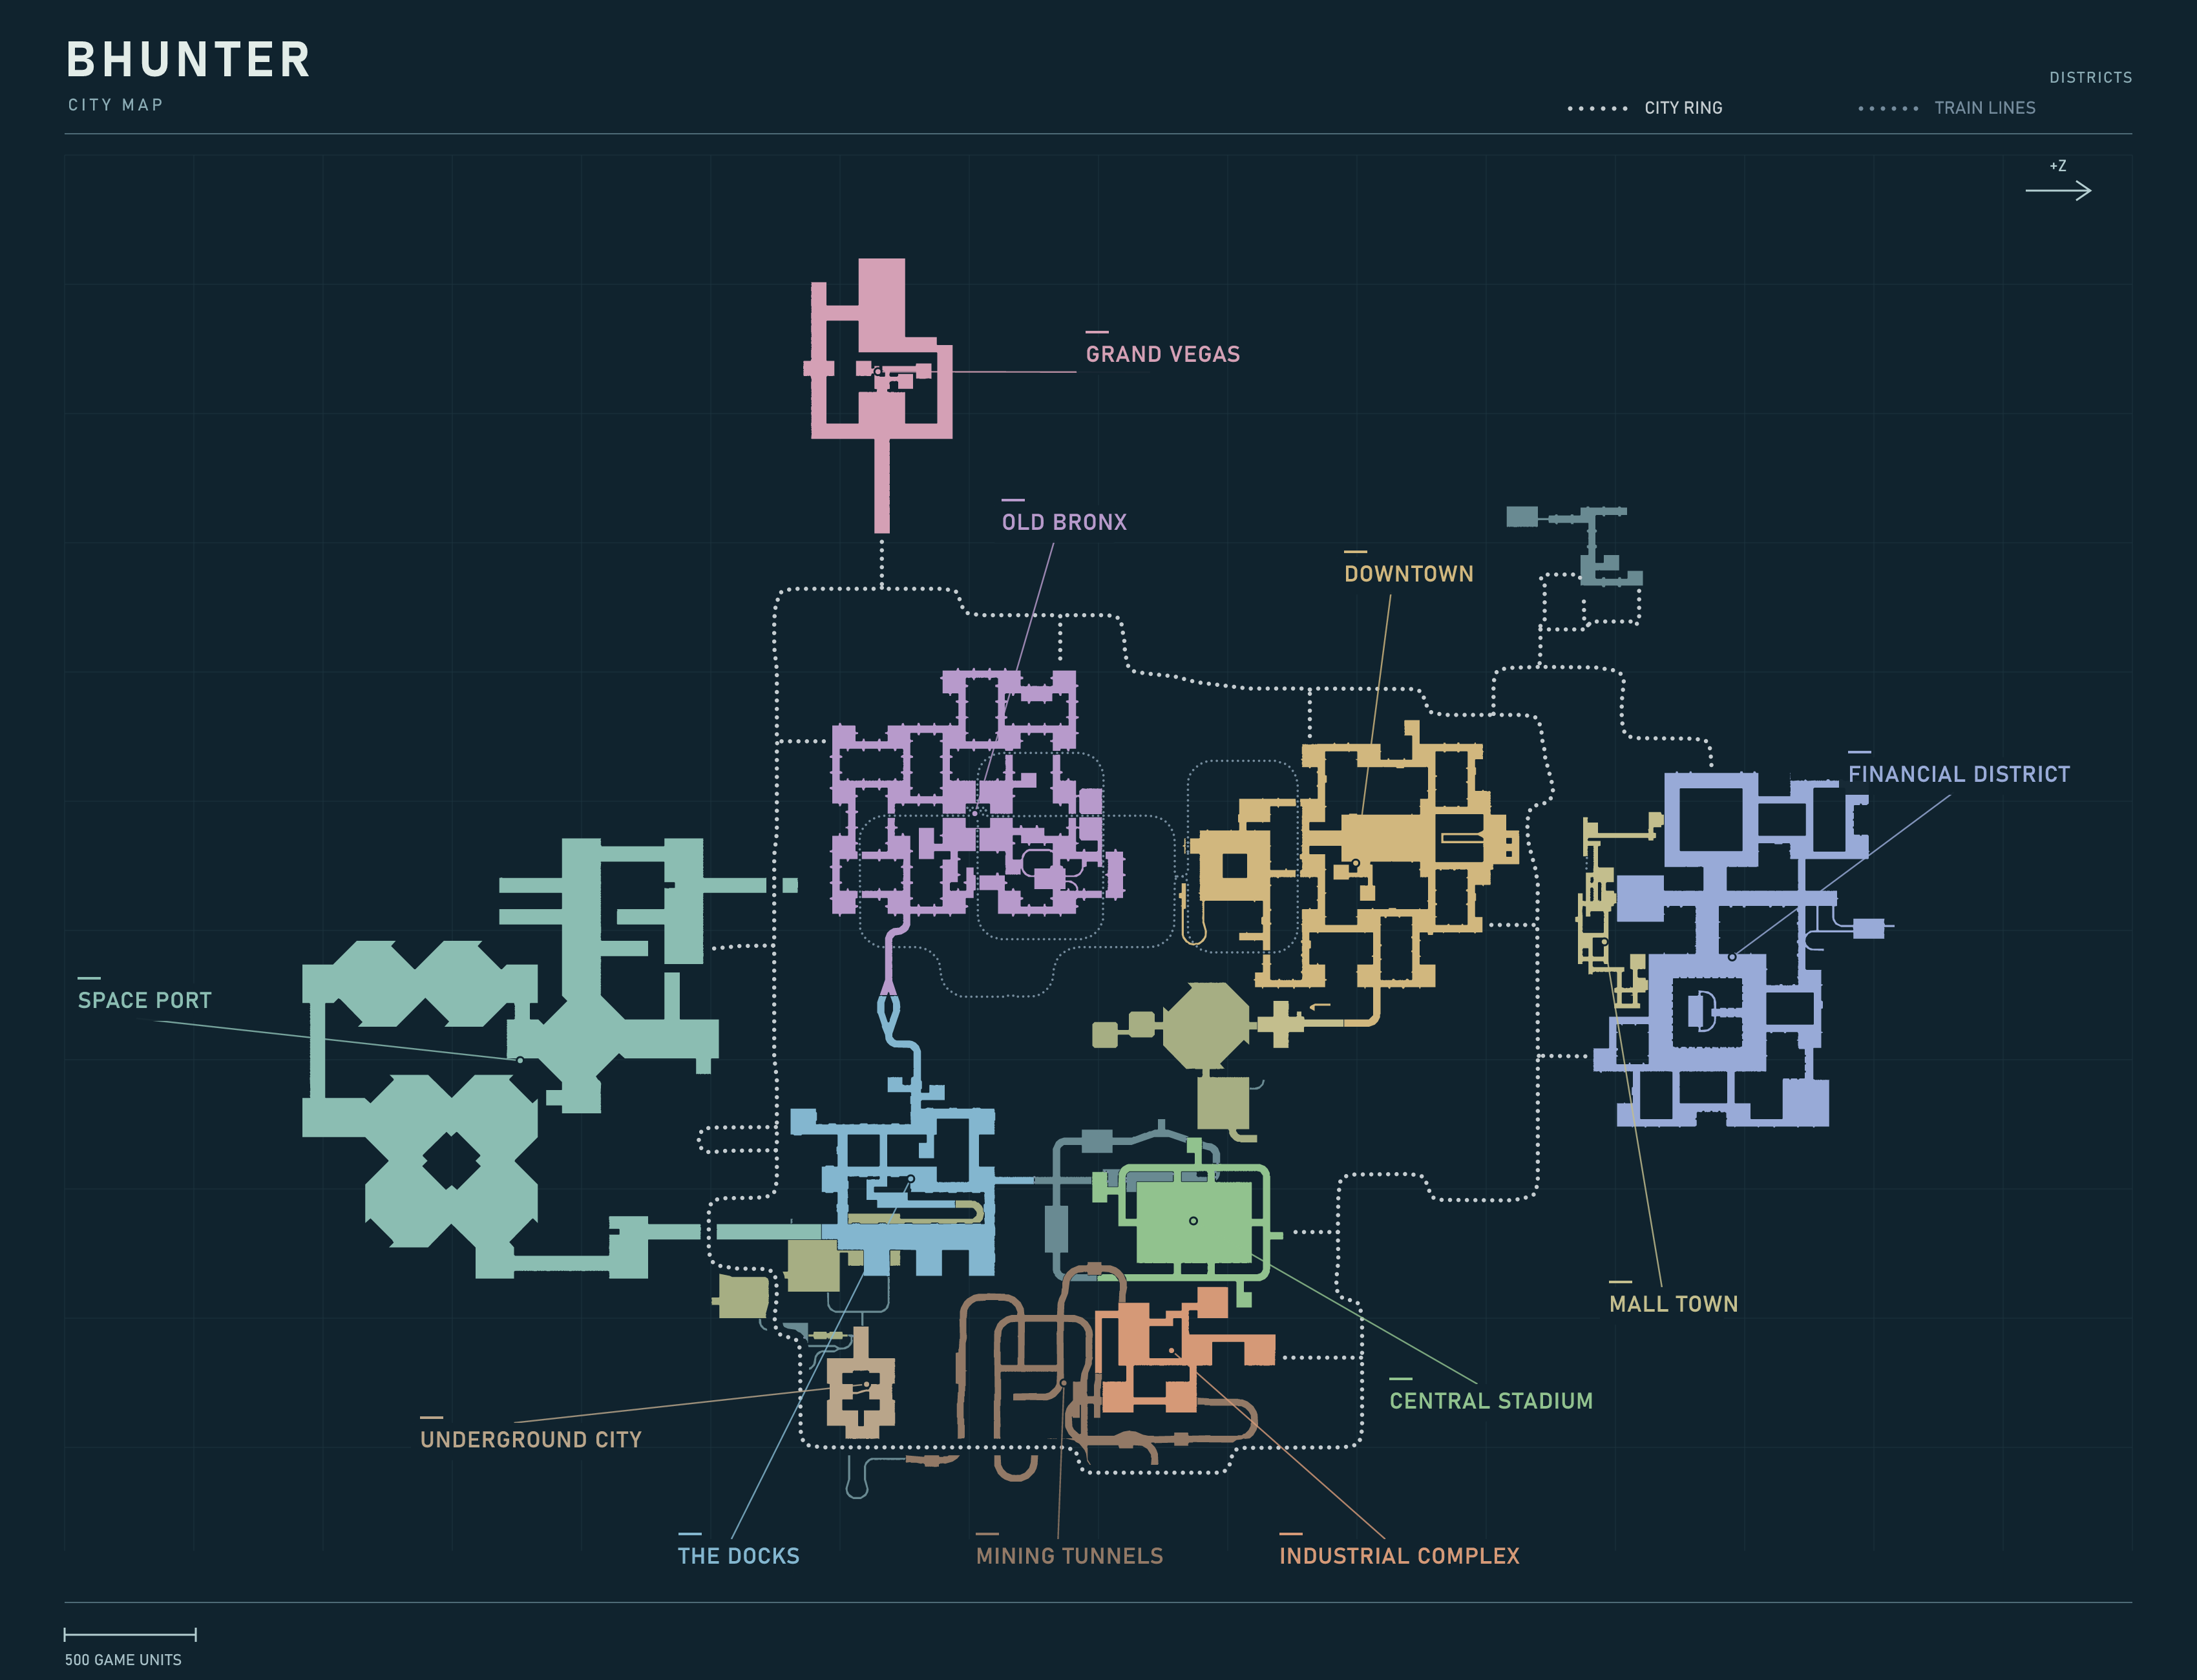 BHUNTER
CITY MAP
DISTRICTS
CITY RING
TRAIN LINES
+Z
GRAND VEGAS
OLD BRONX
DOWNTOWN
FINANCIAL DISTRICT
SPACE PORT
MALL TOWN
CENTRAL STADIUM
UNDERGROUND CITY
THE DOCKS
MINING TUNNELS
INDUSTRIAL COMPLEX
500 GAME UNITS